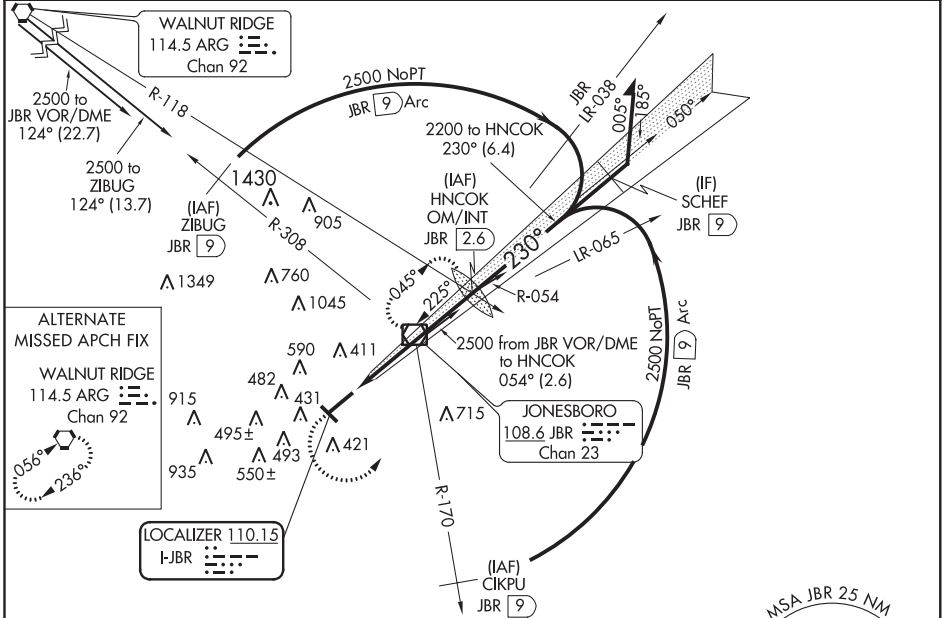 WALNUT RIDGE
114.5 ARG
Chan 92
2500 to
JBR VOR/DME
124° (22.7)
2500 to
ZIBUG
124° (13.7)
R-118
R-308
2500 NoPT
JBR 9 Arc
JBR
LR-038
2200 to HNCOK
230° (6.4)
005°
185°
050°
(IAF)
ZIBUG
JBR 9
1430
905
(IAF)
HNCOK
OM/INT
JBR 2.6
(IF)
SCHEF
JBR 9
230°
LR-065
R-054
1349
760
1045
045°
225°
2500 from JBR VOR/DME
to HNCOK
054° (2.6)
2500 NoPT
JBR 9 Arc
ALTERNATE
MISSED APCH FIX
WALNUT RIDGE
114.5 ARG
Chan 92
056°
236°
590
411
482
431
915
495±
493
421
935
550±
715
JONESBORO
108.6 JBR
Chan 23
R-170
LOCALIZER 110.15
I-JBR
(IAF)
CIKPU
JBR 9
MSA JBR 25 NM